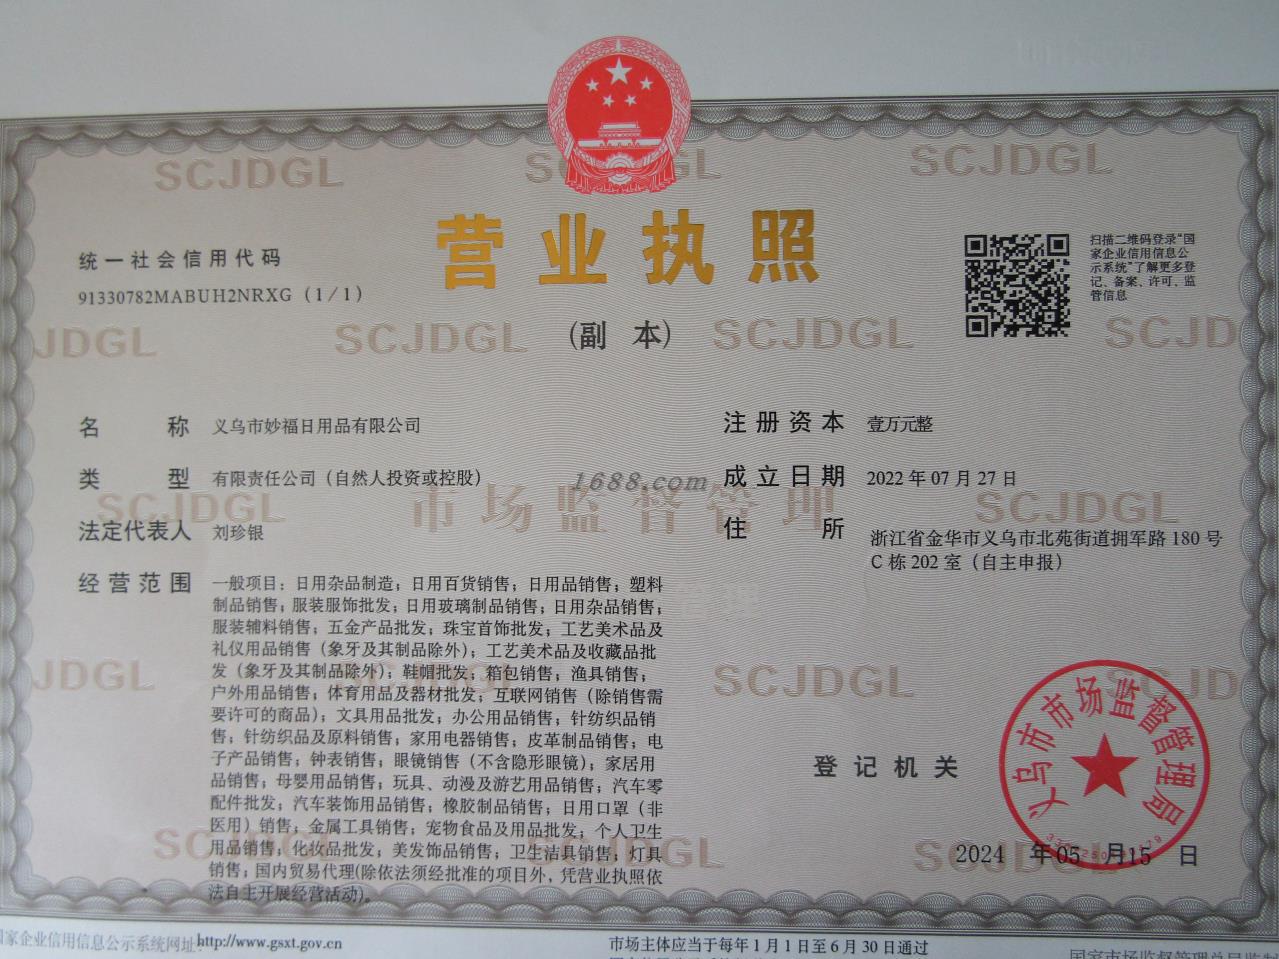 营业执照
（副 本）
统一社会信用代码
91330782MABUH2NRXG（1/1）
扫描二维码登录“国
家企业信用信息公
示系统”了解更多登
记、备案、许可、监
管信息
名 称 义乌市妙福日用品有限公司
类 型 有限责任公司（自然人投资或控股）
法定代表人 刘珍银
经营范围 一般项目：日用杂品制造；日用百货销售；日用品销售；塑料
制品销售；服装服饰批发；日用玻璃制品销售；日用杂品销售；
服装辅料销售；五金产品批发；珠宝首饰批发；工艺美术品及
礼仪用品销售（象牙及其制品除外）；工艺美术品及收藏品批
发（象牙及其制品除外）；鞋帽批发；箱包销售；渔具销售；
户外用品销售；体育用品及器材批发；互联网销售（除销售需
要许可的商品）；文具用品批发；办公用品销售；针纺织品销
售；针纺织品及原料销售；家用电器销售；皮革制品销售；电
子产品销售；钟表销售；眼镜销售（不含隐形眼镜）；家居用
品销售；母婴用品销售；玩具、动漫及游艺用品销售；汽车零
配件批发；汽车装饰用品销售；橡胶制品销售；日用口罩（非
医用）销售；金属工具销售；宠物食品及用品批发；个人卫生
用品销售；化妆品批发；美发饰品销售；卫生洁具销售；灯具
销售；国内贸易代理(除依法须经批准的项目外，凭营业执照依
法自主开展经营活动)。
注册资本 壹万元整
成立日期 2022年07月27日
住 所 浙江省金华市义乌市北苑街道拥军路180号
C栋202室（自主申报）
1688.com
SCJDGL
市场监督管理
登记机关
义乌市市场监督管理局
2024 年05 月15 日
国家企业信用信息公示系统网址：http://www.gsxt.gov.cn
市场主体应当于每年1月1日至6月30日通过
国家市场监督管理总局监制